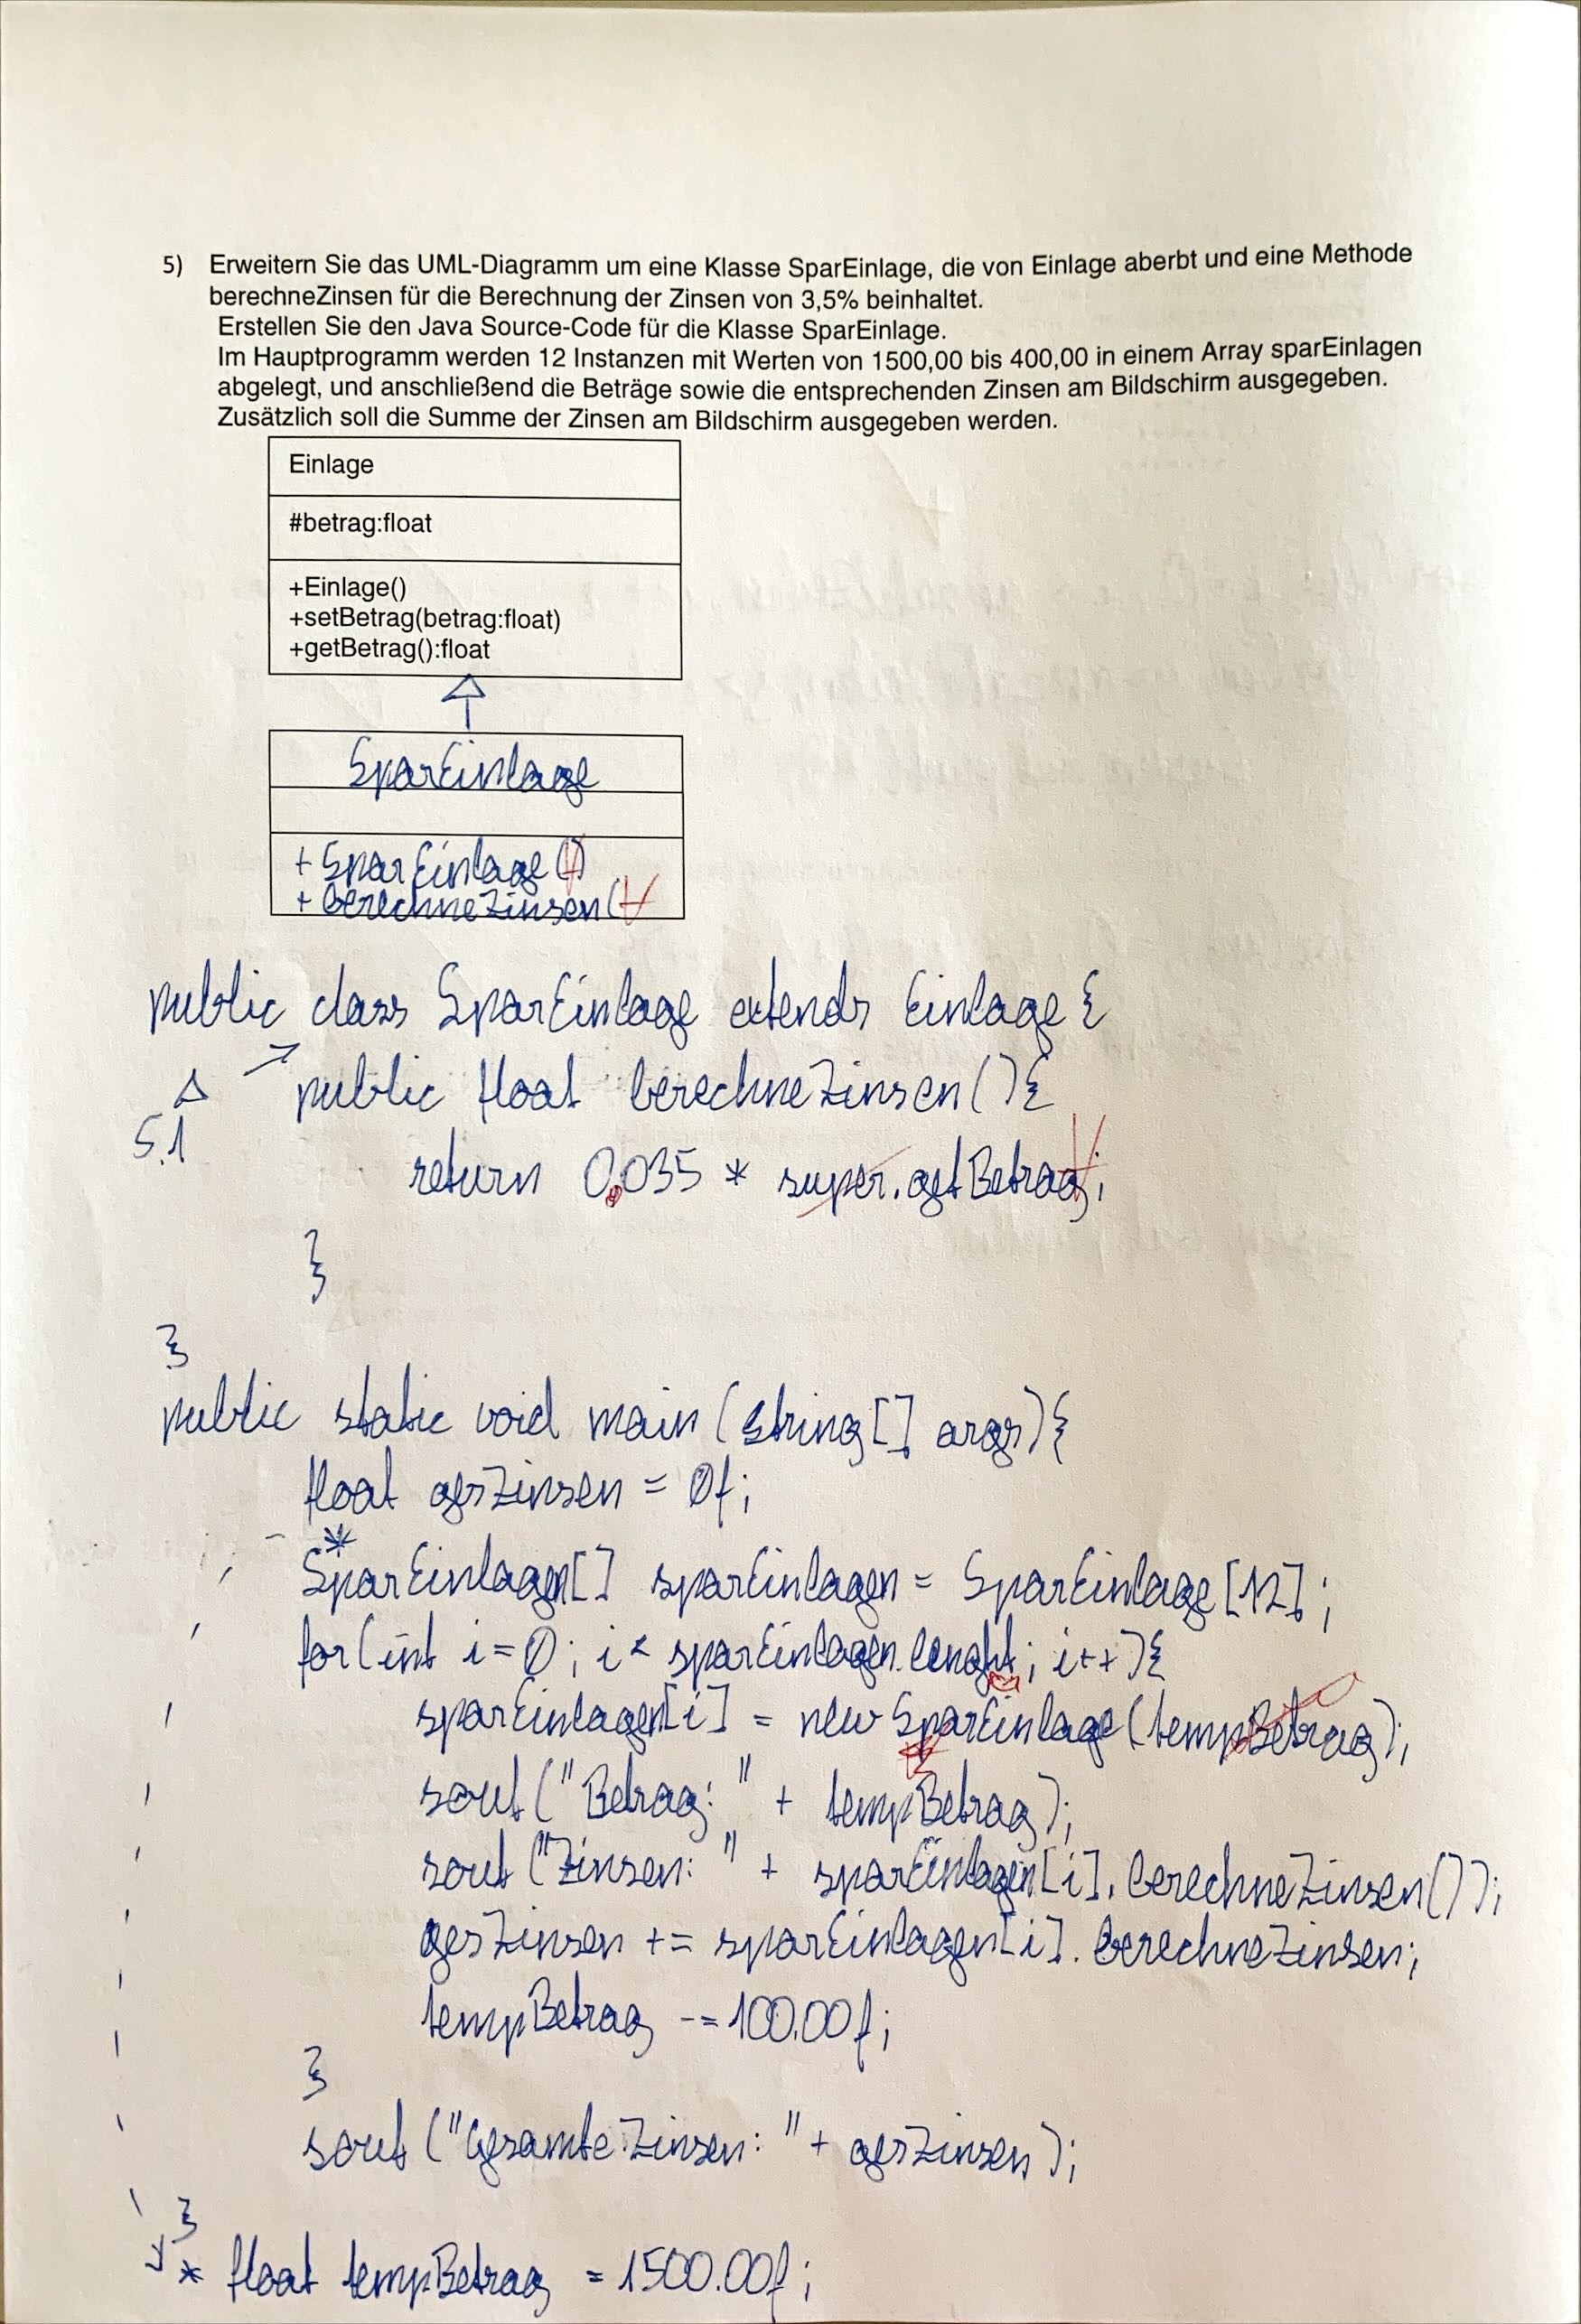 5) Erweitern Sie das UML-Diagramm um eine Klasse SparEinlage, die von Einlage aberbt und eine Methode
berechneZinsen für die Berechnung der Zinsen von 3,5% beinhaltet.
Erstellen Sie den Java Source-Code für die Klasse SparEinlage.
Im Hauptprogramm werden 12 Instanzen mit Werten von 1500,00 bis 400,00 in einem Array sparEinlagen
abgelegt, und anschließend die Beträge sowie die entsprechenden Zinsen am Bildschirm ausgegeben.
Zusätzlich soll die Summe der Zinsen am Bildschirm ausgegeben werden.
Einlage
#betrag:float
+Einlage()
+setBetrag(betrag:float)
+getBetrag():float
SparEinlage
+ SparEinlage()
+ berechneZinsen(
public class SparEinlage extends Einlage {
public float berechneZinsen(){
5.1
return 0.035 * super.getBetrag;
}
}
public static void main (String[] args){
float gesZinsen = 0f;
*
SparEinlagen[] sparEinlagen = SparEinlage[12];
for(int i=0; i< sparEinlagen.lenght; i++){
sparEinlagen[i] = new SparEinlage(tempBetrag);
sout("Betrag: " + tempBetrag);
sout("Zinsen: " + sparEinlagen[i].berechneZinsen());
gesZinsen += sparEinlagen[i].berechneZinsen;
tempBetrag -= 100.00f;
}
sout("Gesamte Zinsen: " + gesZinsen);
}
* float tempBetrag = 1500.00f;